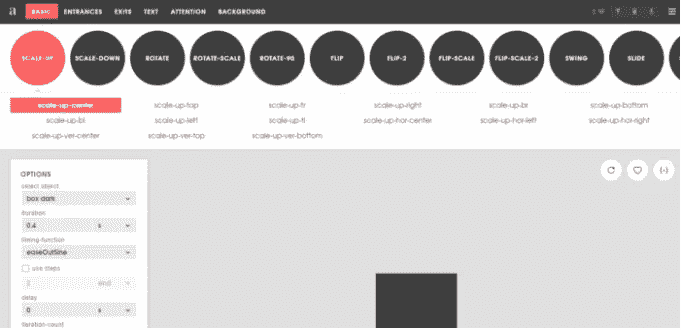 a BASIC ENTRANCES EXITS TEXT ATTENTION BACKGROUND
SCALE-UP SCALE-DOWN ROTATE ROTATE-SCALE ROTATE-90 FLIP FLIP-2 FLIP-SCALE FLIP-SCALE-2 SWING SLIDE
scale-up-center scale-up-top scale-up-tr scale-up-right scale-up-br scale-up-bottom
scale-up-bl scale-up-left scale-up-tl scale-up-hor-center scale-up-hor-left scale-up-hor-right
scale-up-ver-center scale-up-ver-top scale-up-ver-bottom
OPTIONS
select object
box dark
duration
0.4 s
timing-function
easeOutSine
use steps
end
delay
0 s
iteration-count